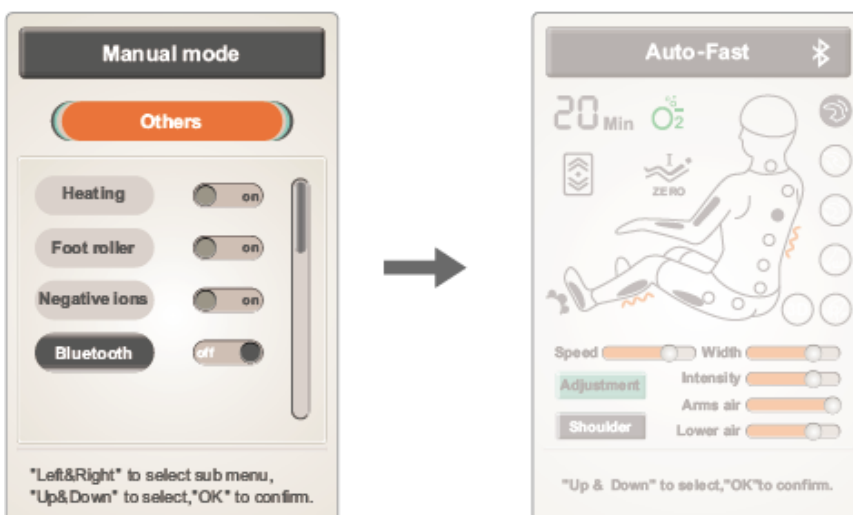 Manual mode
Others
Heating on
Foot roller on
Negative ions on
Bluetooth off
"Left&Right" to select sub menu,
"Up&Down" to select,"OK" to confirm.
Auto-Fast
20 Min O2
I
ZERO
Speed Width
Adjustment Intensity
Arms air
Shoulder Lower air
"Up & Down" to select,"OK"to confirm.